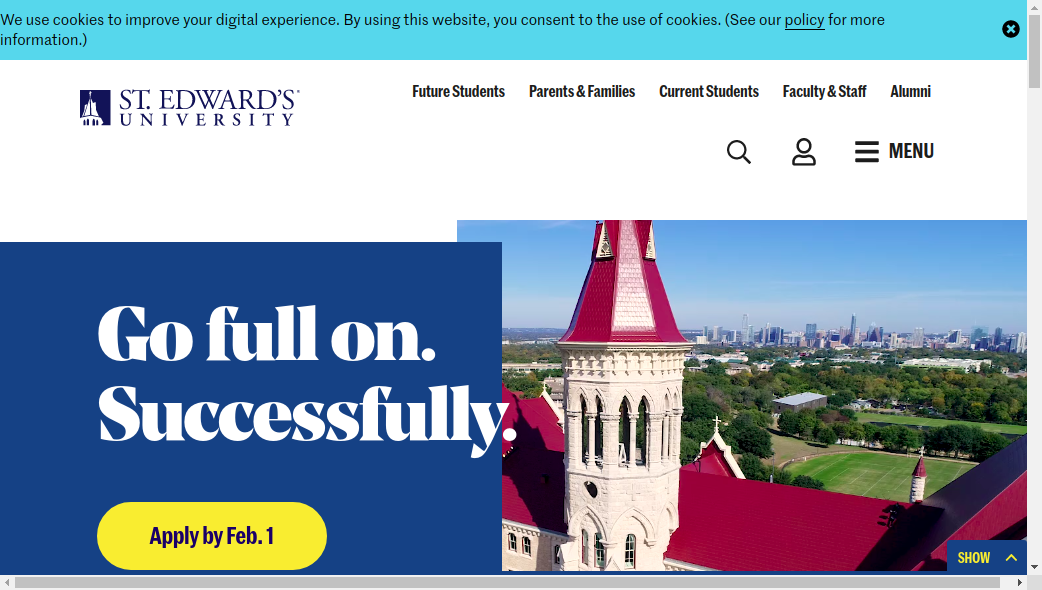 We use cookies to improve your digital experience. By using this website, you consent to the use of cookies. (See our policy for more
information.)
ST. EDWARD'S
UNIVERSITY
Future Students Parents & Families Current Students Faculty & Staff Alumni
MENU
Go full on.
Successfully.
Apply by Feb. 1
SHOW